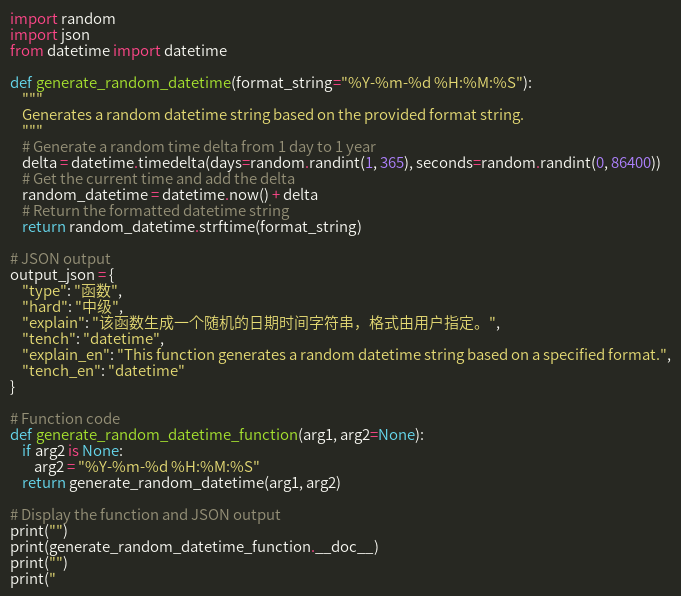 import random
import json
from datetime import datetime

def generate_random_datetime(format_string="%Y-%m-%d %H:%M:%S"):
    """
    Generates a random datetime string based on the provided format string.
    """
    # Generate a random time delta from 1 day to 1 year
    delta = datetime.timedelta(days=random.randint(1, 365), seconds=random.randint(0, 86400))
    # Get the current time and add the delta
    random_datetime = datetime.now() + delta
    # Return the formatted datetime string
    return random_datetime.strftime(format_string)

# JSON output
output_json = {
    "type": "函数",
    "hard": "中级",
    "explain": "该函数生成一个随机的日期时间字符串，格式由用户指定。",
    "tench": "datetime",
    "explain_en": "This function generates a random datetime string based on a specified format.",
    "tench_en": "datetime"
}

# Function code
def generate_random_datetime_function(arg1, arg2=None):
    if arg2 is None:
        arg2 = "%Y-%m-%d %H:%M:%S"
    return generate_random_datetime(arg1, arg2)

# Display the function and JSON output
print("")
print(generate_random_datetime_function.__doc__)
print("")
print("